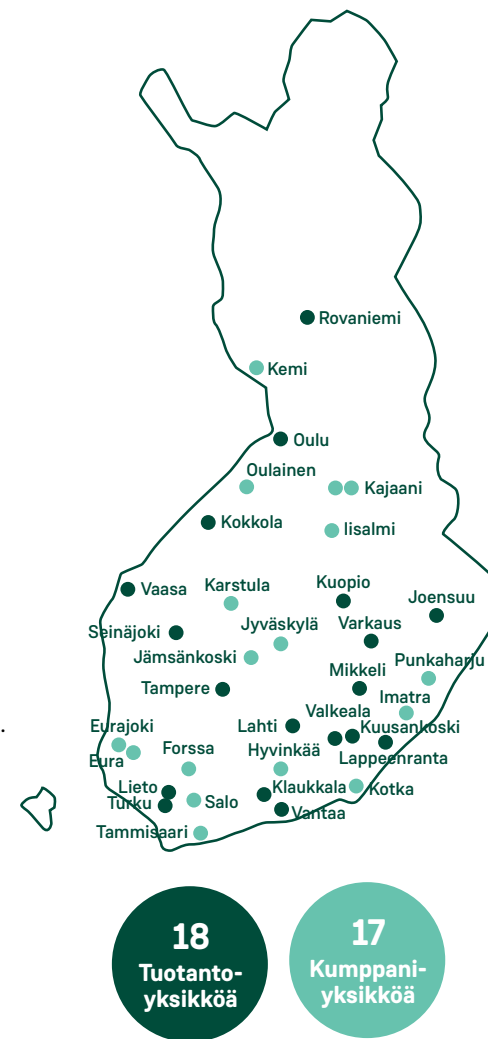 Rovaniemi
Kemi
Oulu
Oulainen
Kajaani
Kokkola
Iisalmi
Vaasa
Karstula
Kuopio
Joensuu
Seinäjoki
Jyväskylä
Varkaus
Jämsänkoski
Punkaharju
Tampere
Mikkeli
Imatra
Eurajoki
Lahti
Valkeala
Kuusankoski
Eura
Forssa
Hyvinkää
Lappeenranta
Lieto
Klaukkala
Kotka
Turku
Salo
Vantaa
Tammisaari
.
18
Tuotanto-
yksikköä
17
Kumppani-
yksikköä